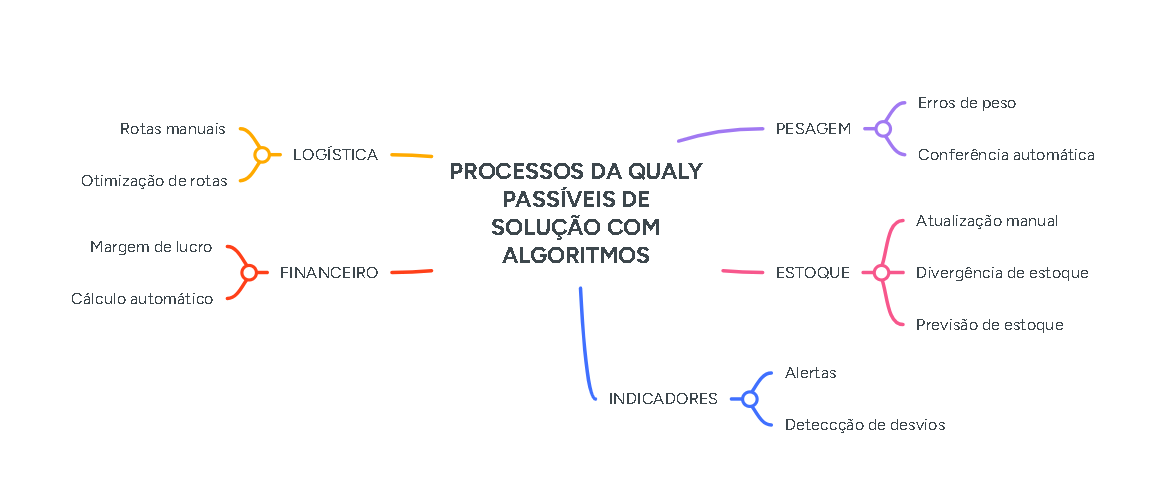 PROCESSOS DA QUALY
PASSÍVEIS DE
SOLUÇÃO COM
ALGORITMOS
PESAGEM
Erros de peso
Conferência automática
ESTOQUE
Atualização manual
Divergência de estoque
Previsão de estoque
INDICADORES
Alertas
Deteccção de desvios
LOGÍSTICA
Rotas manuais
Otimização de rotas
FINANCEIRO
Margem de lucro
Cálculo automático